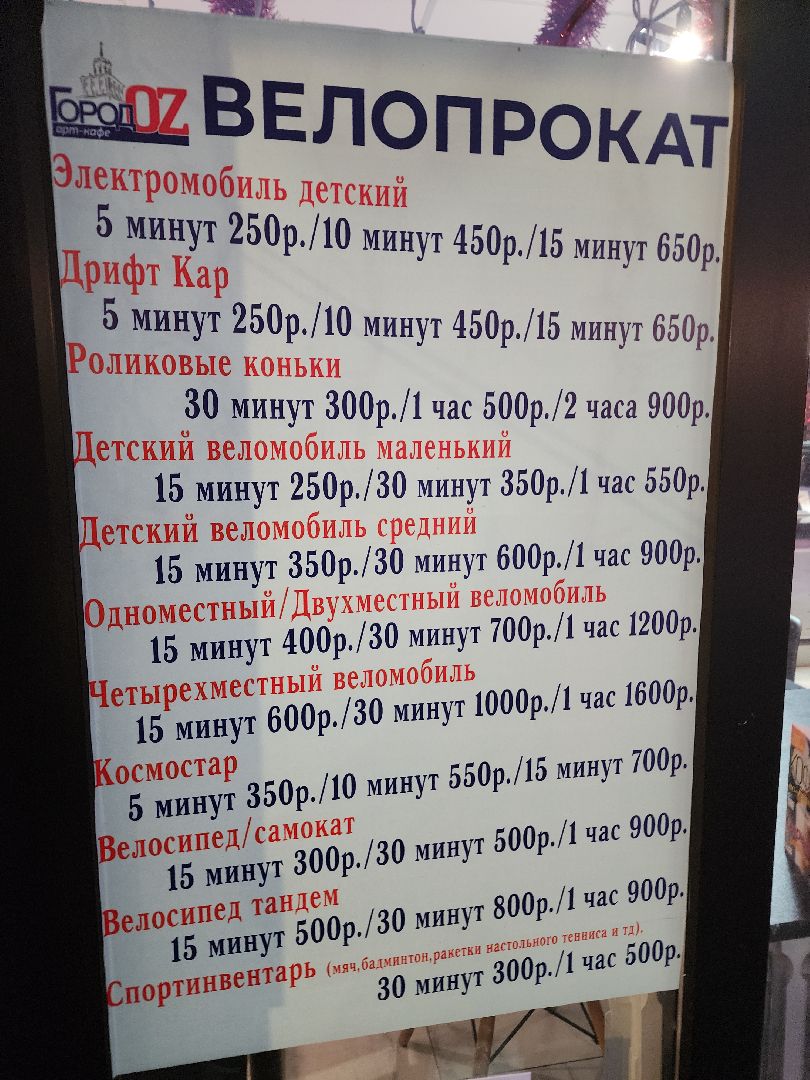 ГОРОД OZ
арт-кафе
ВЕЛОПРОКАТ
Электромобиль детский
5 минут 250р./10 минут 450р./15 минут 650р.
Дрифт Кар
5 минут 250р./10 минут 450р./15 минут 650р.
Роликовые коньки
30 минут 300р./1 час 500р./2 часа 900р.
Детский веломобиль маленький
15 минут 250р./30 минут 350р./1 час 550р.
Детский веломобиль средний
15 минут 350р./30 минут 600р./1 час 900р.
Одноместный/Двухместный веломобиль
15 минут 400р./30 минут 700р./1 час 1200р.
Четырехместный веломобиль
15 минут 600р./30 минут 1000р./1 час 1600р.
Космостар
5 минут 350р./10 минут 550р./15 минут 700р.
Велосипед/самокат
15 минут 300р./30 минут 500р./1 час 900р.
Велосипед тандем
15 минут 500р./30 минут 800р./1 час 900р.
Спортинвентарь (мяч,бадминтон,ракетки настольного тенниса и тд).
30 минут 300р./1 час 500р.